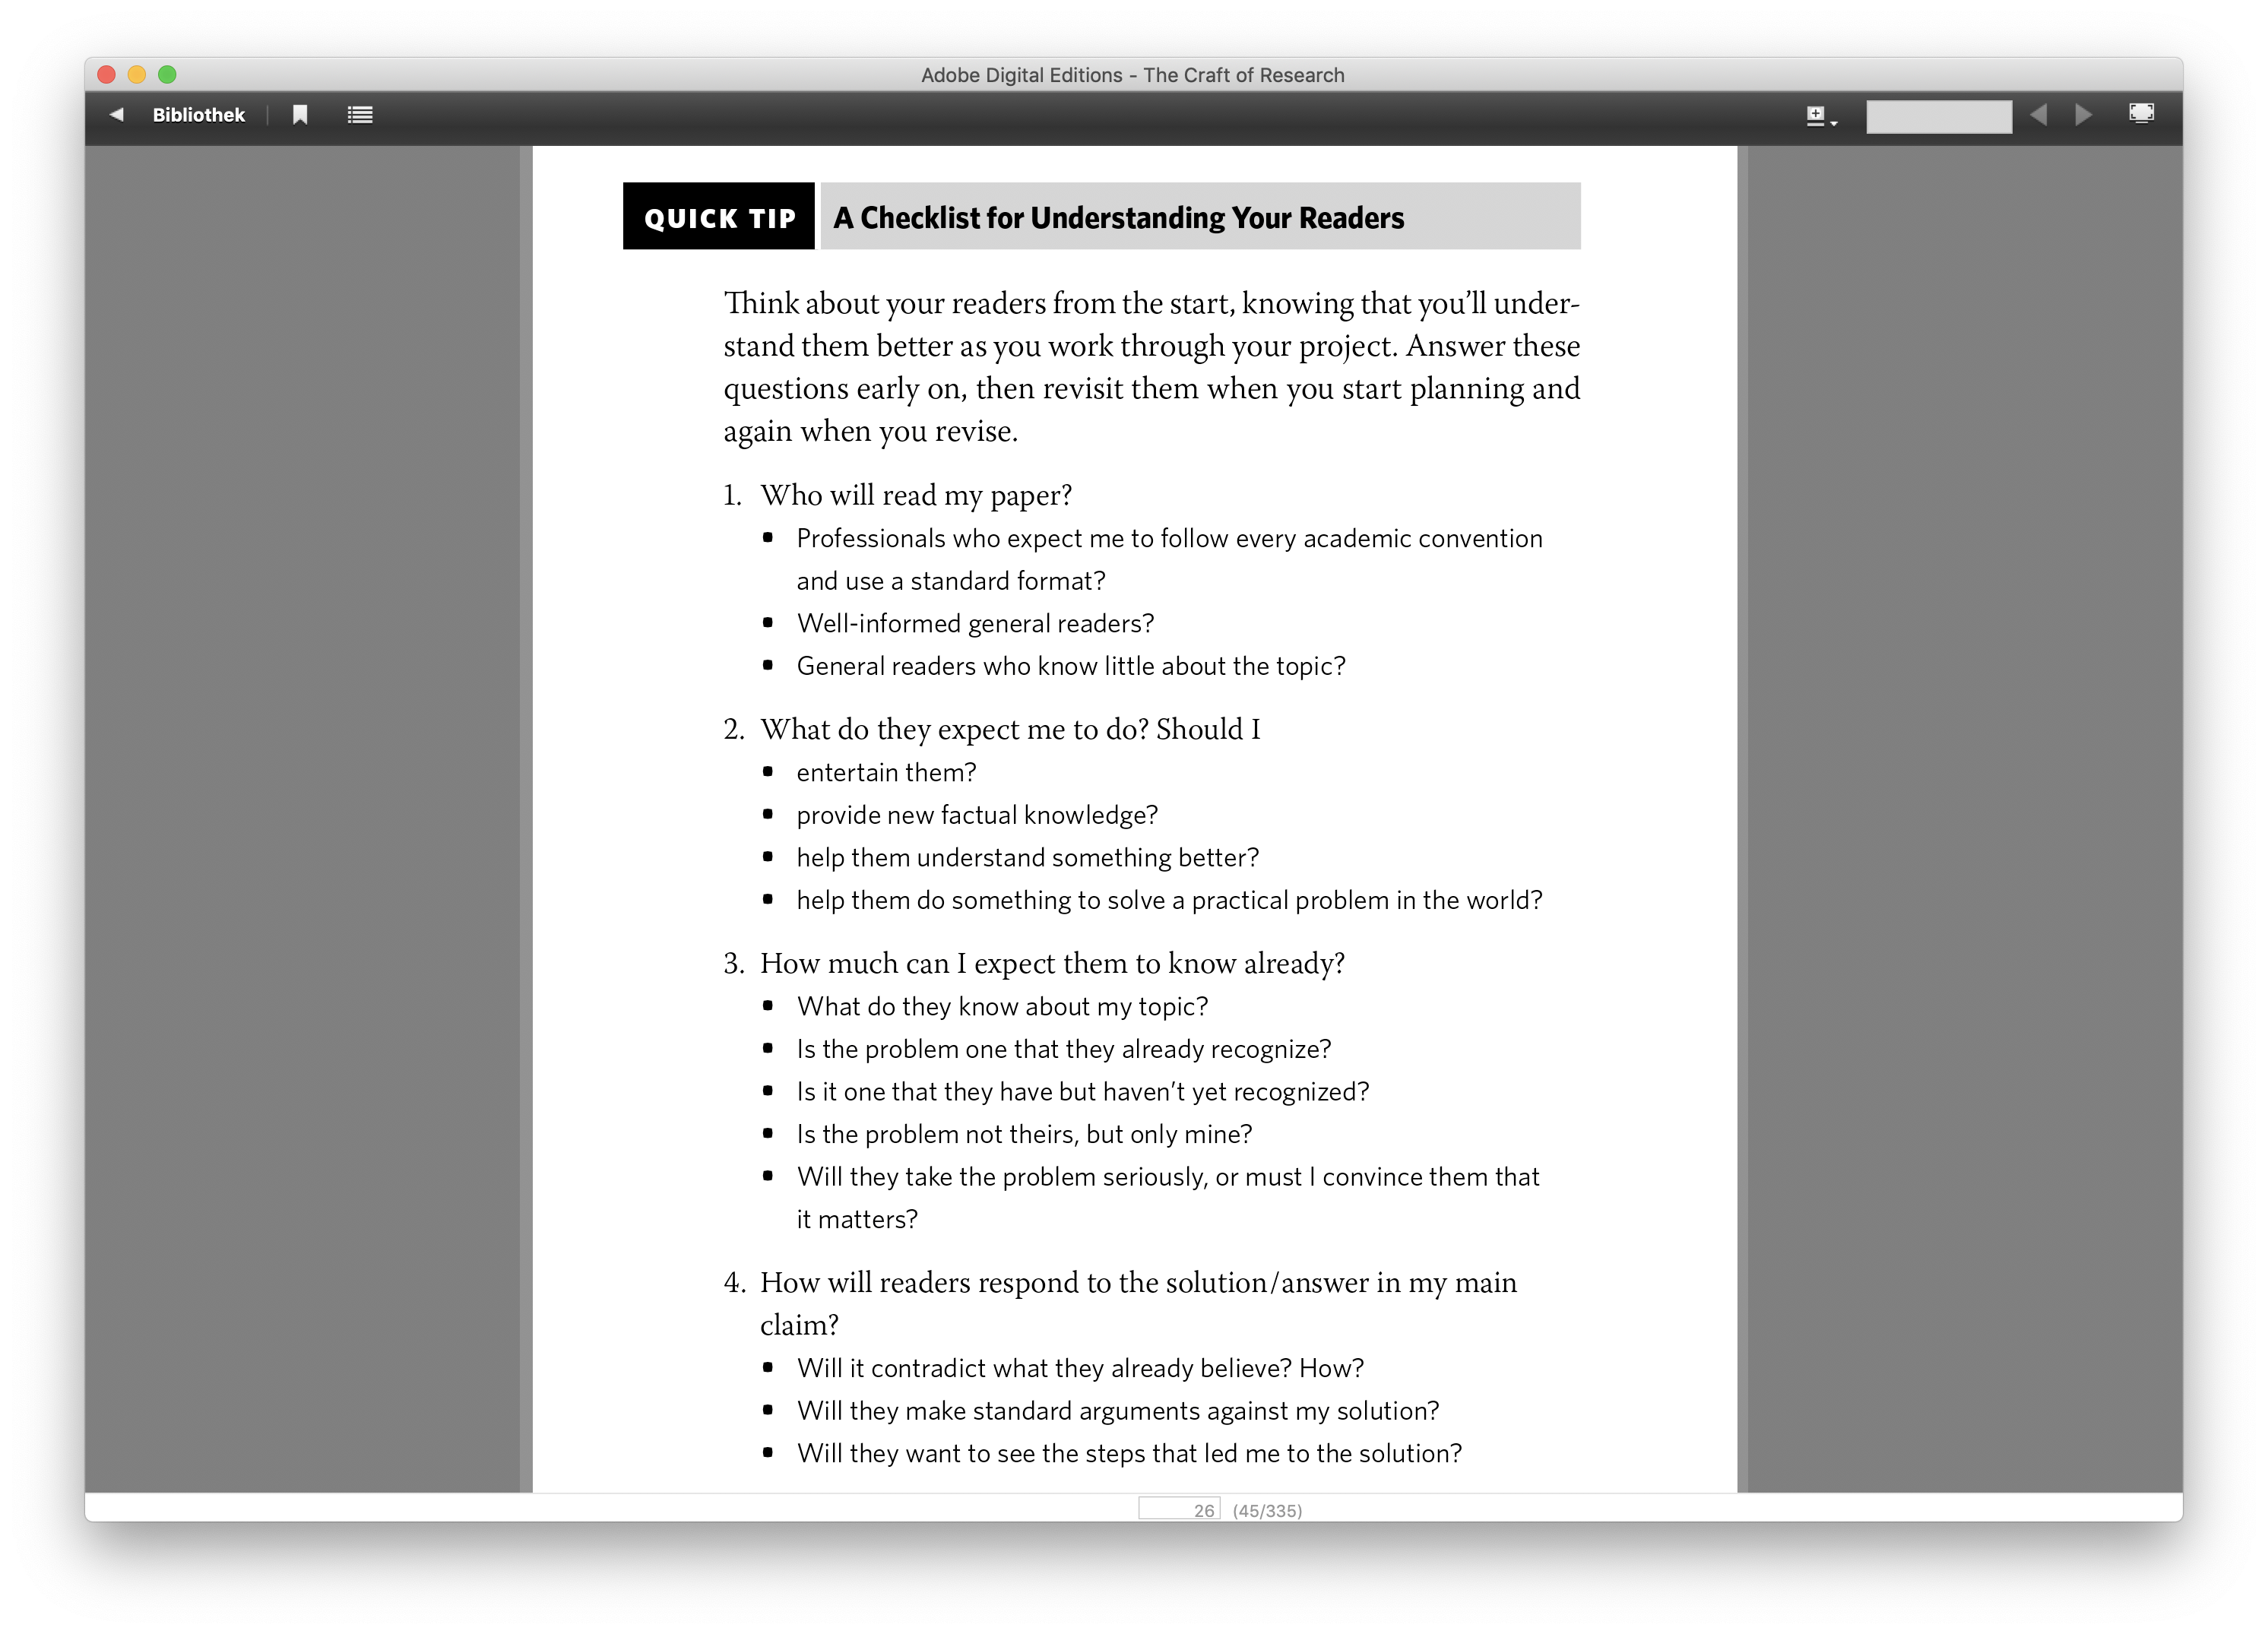 Adobe Digital Editions - The Craft of Research
Bibliothek
QUICK TIP A Checklist for Understanding Your Readers
Think about your readers from the start, knowing that you’ll under-
stand them better as you work through your project. Answer these
questions early on, then revisit them when you start planning and
again when you revise.
1. Who will read my paper?
• Professionals who expect me to follow every academic convention
and use a standard format?
• Well-informed general readers?
• General readers who know little about the topic?
2. What do they expect me to do? Should I
• entertain them?
• provide new factual knowledge?
• help them understand something better?
• help them do something to solve a practical problem in the world?
3. How much can I expect them to know already?
• What do they know about my topic?
• Is the problem one that they already recognize?
• Is it one that they have but haven’t yet recognized?
• Is the problem not theirs, but only mine?
• Will they take the problem seriously, or must I convince them that
it matters?
4. How will readers respond to the solution/answer in my main
claim?
• Will it contradict what they already believe? How?
• Will they make standard arguments against my solution?
• Will they want to see the steps that led me to the solution?
26 (45/335)